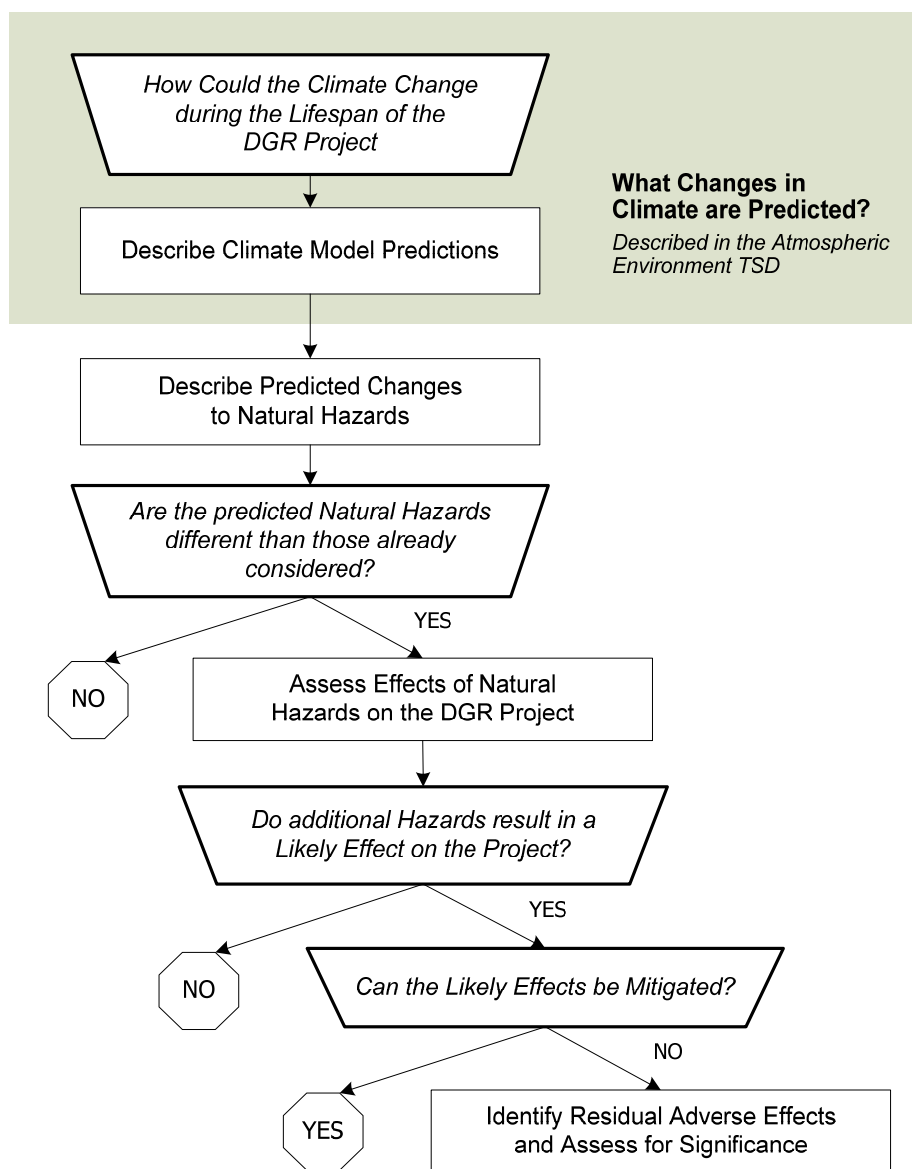 How Could the Climate Change
during the Lifespan of the
DGR Project
What Changes in
Climate are Predicted?
Described in the Atmospheric
Environment TSD
Describe Climate Model Predictions
Describe Predicted Changes
to Natural Hazards
Are the predicted Natural Hazards
different than those already
considered?
YES
NO
Assess Effects of Natural
Hazards on the DGR Project
Do additional Hazards result in a
Likely Effect on the Project?
YES
NO
Can the Likely Effects be Mitigated?
NO
YES
Identify Residual Adverse Effects
and Assess for Significance